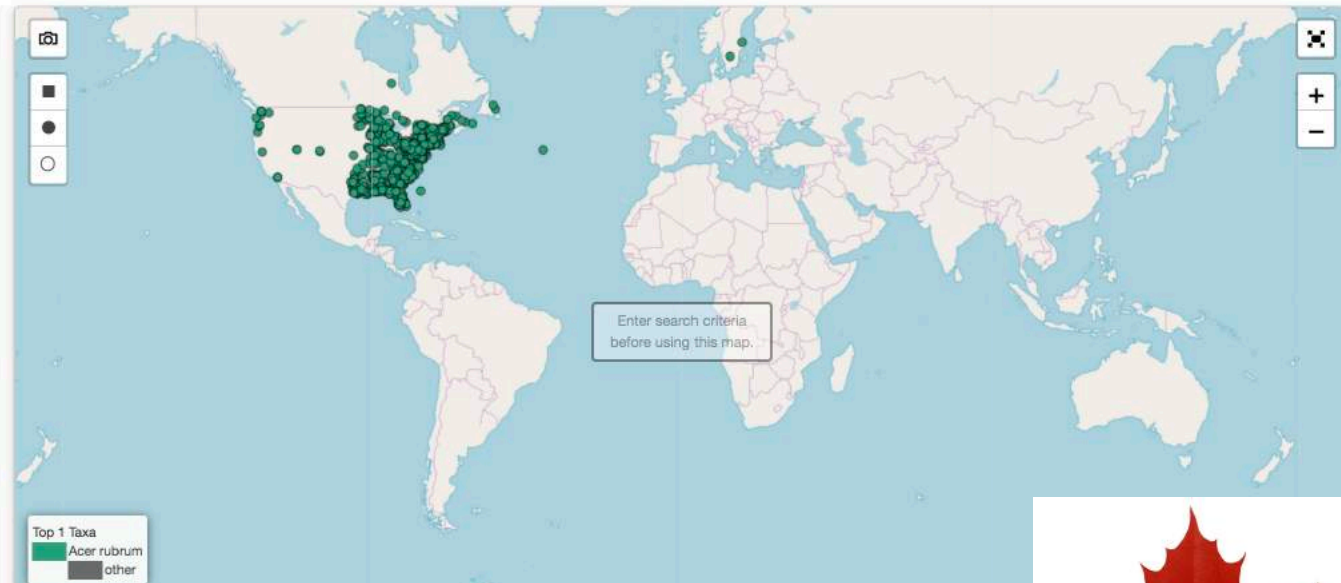 +
−
Enter search criteria
before using this map.
Top 1 Taxa
Acer rubrum
other